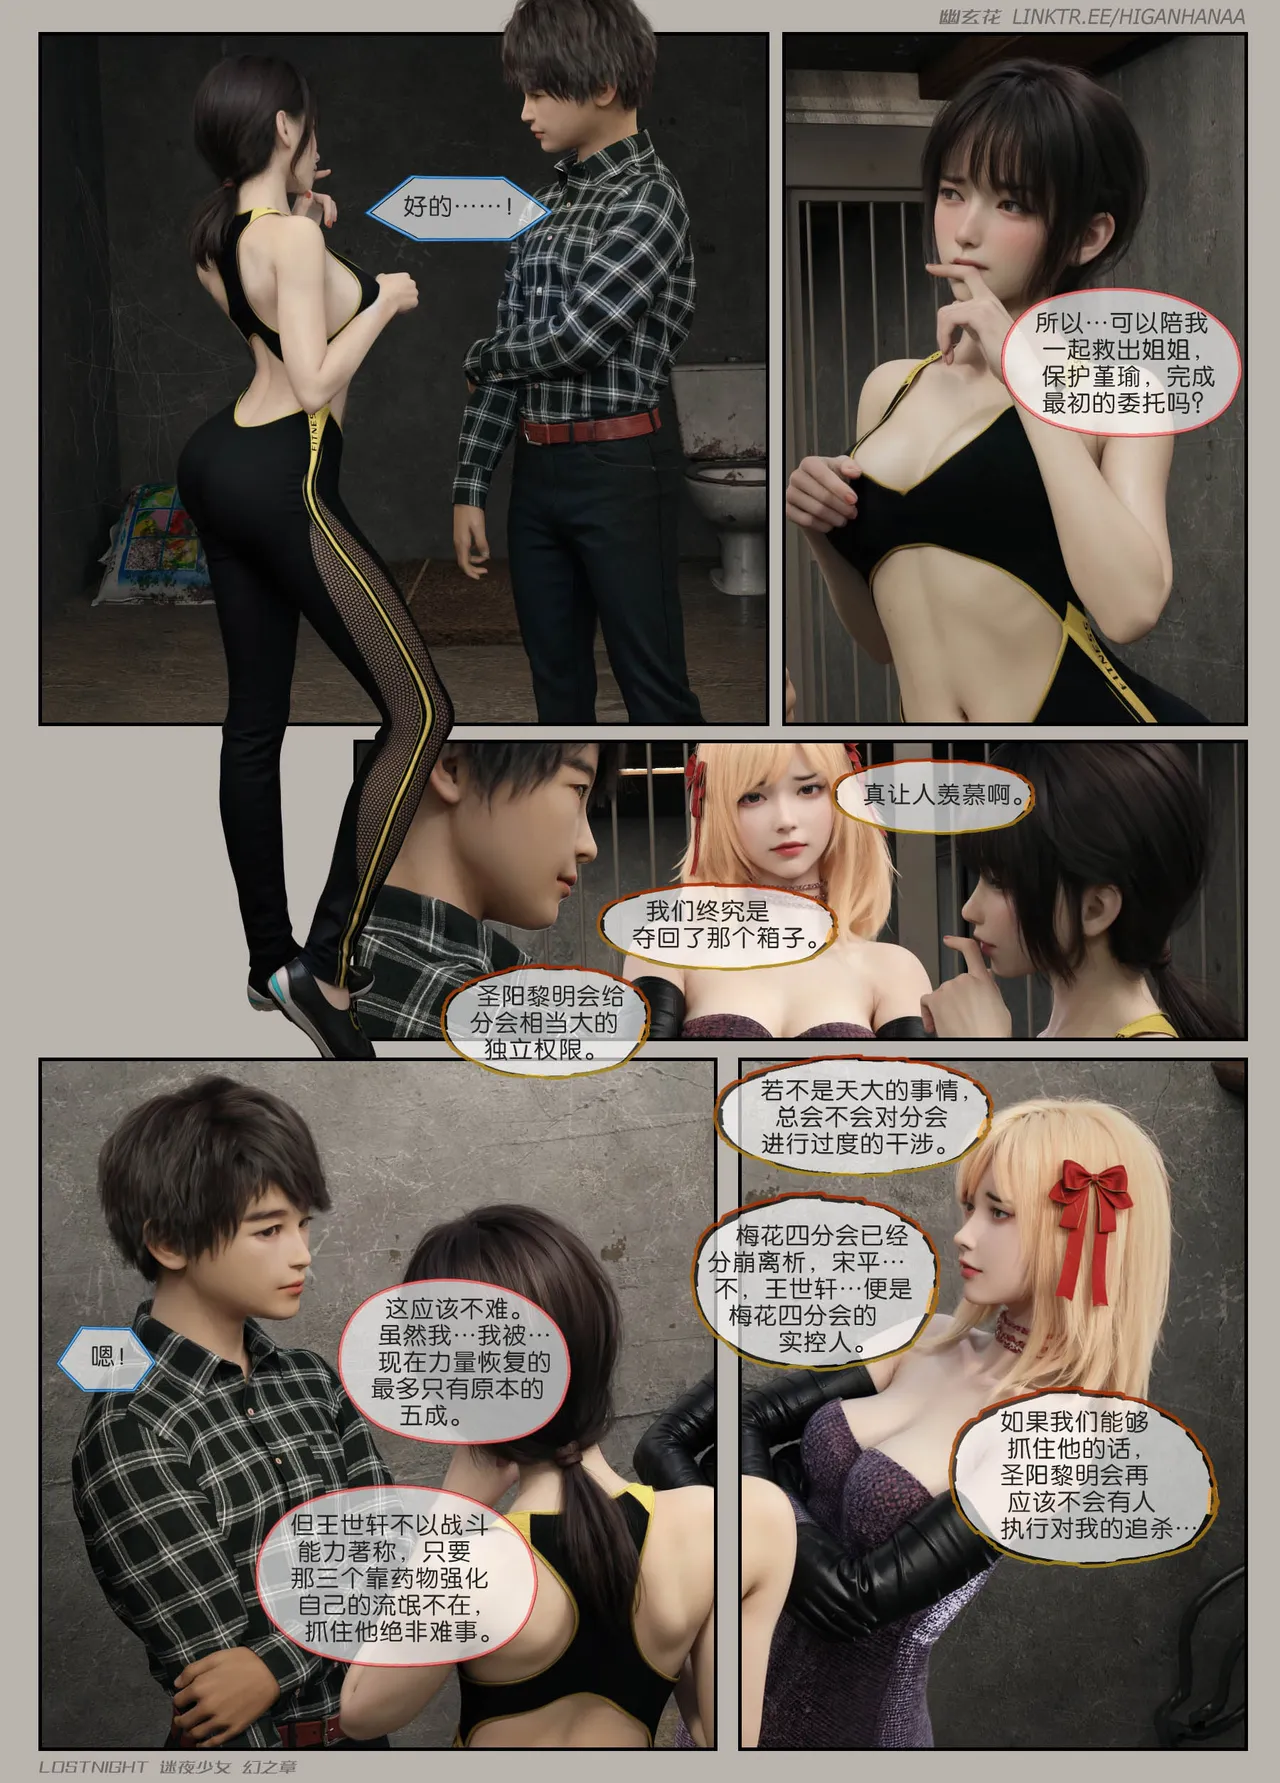 幽玄花 LINKTR.EE/HIGANHANAA
好的……！
所以…可以陪我
一起救出姐姐，
保护堇瑜，完成
最初的委托吗？
FITNESS
FITNESS
真让人羡慕啊。
我们终究是
夺回了那个箱子。
圣阳黎明会给
分会相当大的
独立权限。
若不是天大的事情，
总会不会对分会
进行过度的干涉。
梅花四分会已经
分崩离析，宋平…
不，王世轩…便是
梅花四分会的
实控人。
如果我们能够
抓住他的话，
圣阳黎明会再
应该不会有人
执行对我的追杀…
这应该不难。
虽然我…我被…
现在力量恢复的
最多只有原本的
五成。
嗯！
但王世轩不以战斗
能力著称，只要
那三个靠药物强化
自己的流氓不在，
抓住他绝非难事。
LOSTNIGHT 迷夜少女 幻之章